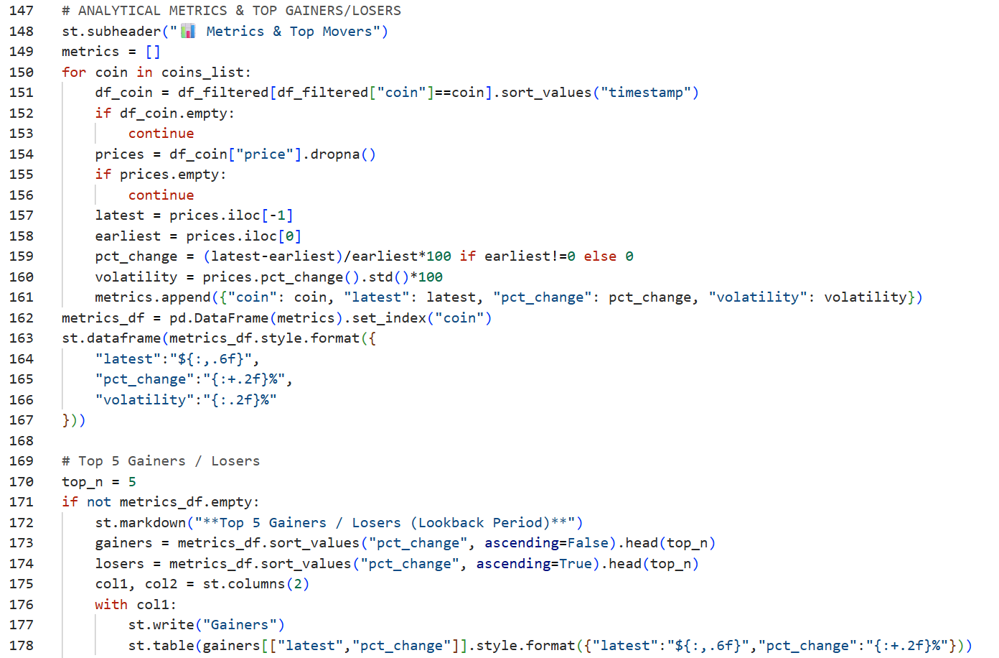 147 # ANALYTICAL METRICS & TOP GAINERS/LOSERS
148 st.subheader("📊 Metrics & Top Movers")
149 metrics = []
150 for coin in coins_list:
151     df_coin = df_filtered[df_filtered["coin"]==coin].sort_values("timestamp")
152     if df_coin.empty:
153         continue
154     prices = df_coin["price"].dropna()
155     if prices.empty:
156         continue
157     latest = prices.iloc[-1]
158     earliest = prices.iloc[0]
159     pct_change = (latest-earliest)/earliest*100 if earliest!=0 else 0
160     volatility = prices.pct_change().std()*100
161     metrics.append({"coin": coin, "latest": latest, "pct_change": pct_change, "volatility": volatility})
162 metrics_df = pd.DataFrame(metrics).set_index("coin")
163 st.dataframe(metrics_df.style.format({
164     "latest":"${:,.6f}",
165     "pct_change":"{:+.2f}%",
166     "volatility":"{:.2f}%"
167 }))
168
169 # Top 5 Gainers / Losers
170 top_n = 5
171 if not metrics_df.empty:
172     st.markdown("**Top 5 Gainers / Losers (Lookback Period)**")
173     gainers = metrics_df.sort_values("pct_change", ascending=False).head(top_n)
174     losers = metrics_df.sort_values("pct_change", ascending=True).head(top_n)
175     col1, col2 = st.columns(2)
176     with col1:
177         st.write("Gainers")
178         st.table(gainers[["latest","pct_change"]].style.format({"latest":"${:,.6f}","pct_change":"{:+.2f}%"}))